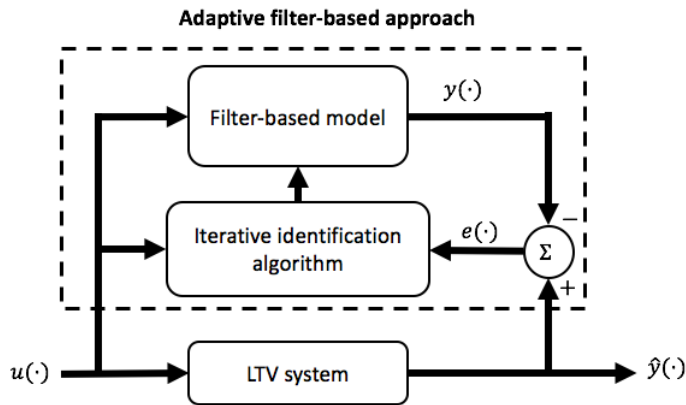 Adaptive filter-based approach
Filter-based model
y(·)
−
Iterative identification
algorithm
e(·)
Σ
+
u(·)
LTV system
ŷ(·)